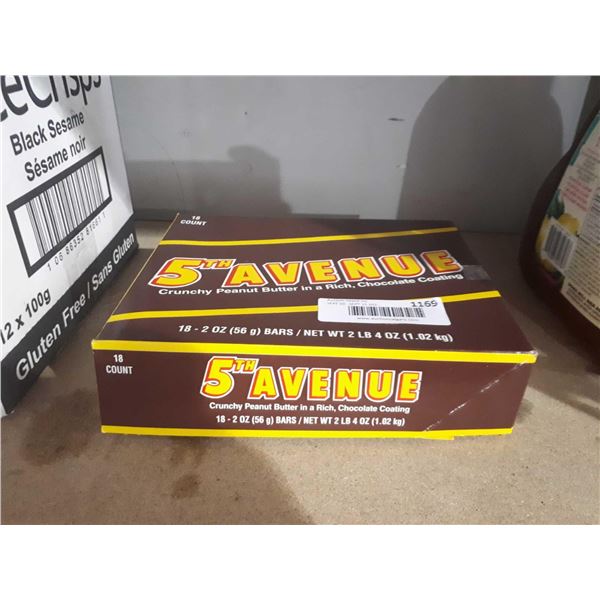 eCrisps
Black Sesame
Sésame noir
12 x 100g
Gluten Free / Sans Gluten
18
COUNT
5TH AVENUE
Crunchy Peanut Butter in a Rich, Chocolate Coating
1165
18 - 2 OZ (56 g) BARS / NET WT 2 LB 4 OZ (1.02 kg)
18
COUNT
5TH AVENUE
Crunchy Peanut Butter in a Rich, Chocolate Coating
18 - 2 OZ (56 g) BARS / NET WT 2 LB 4 OZ (1.02 kg)